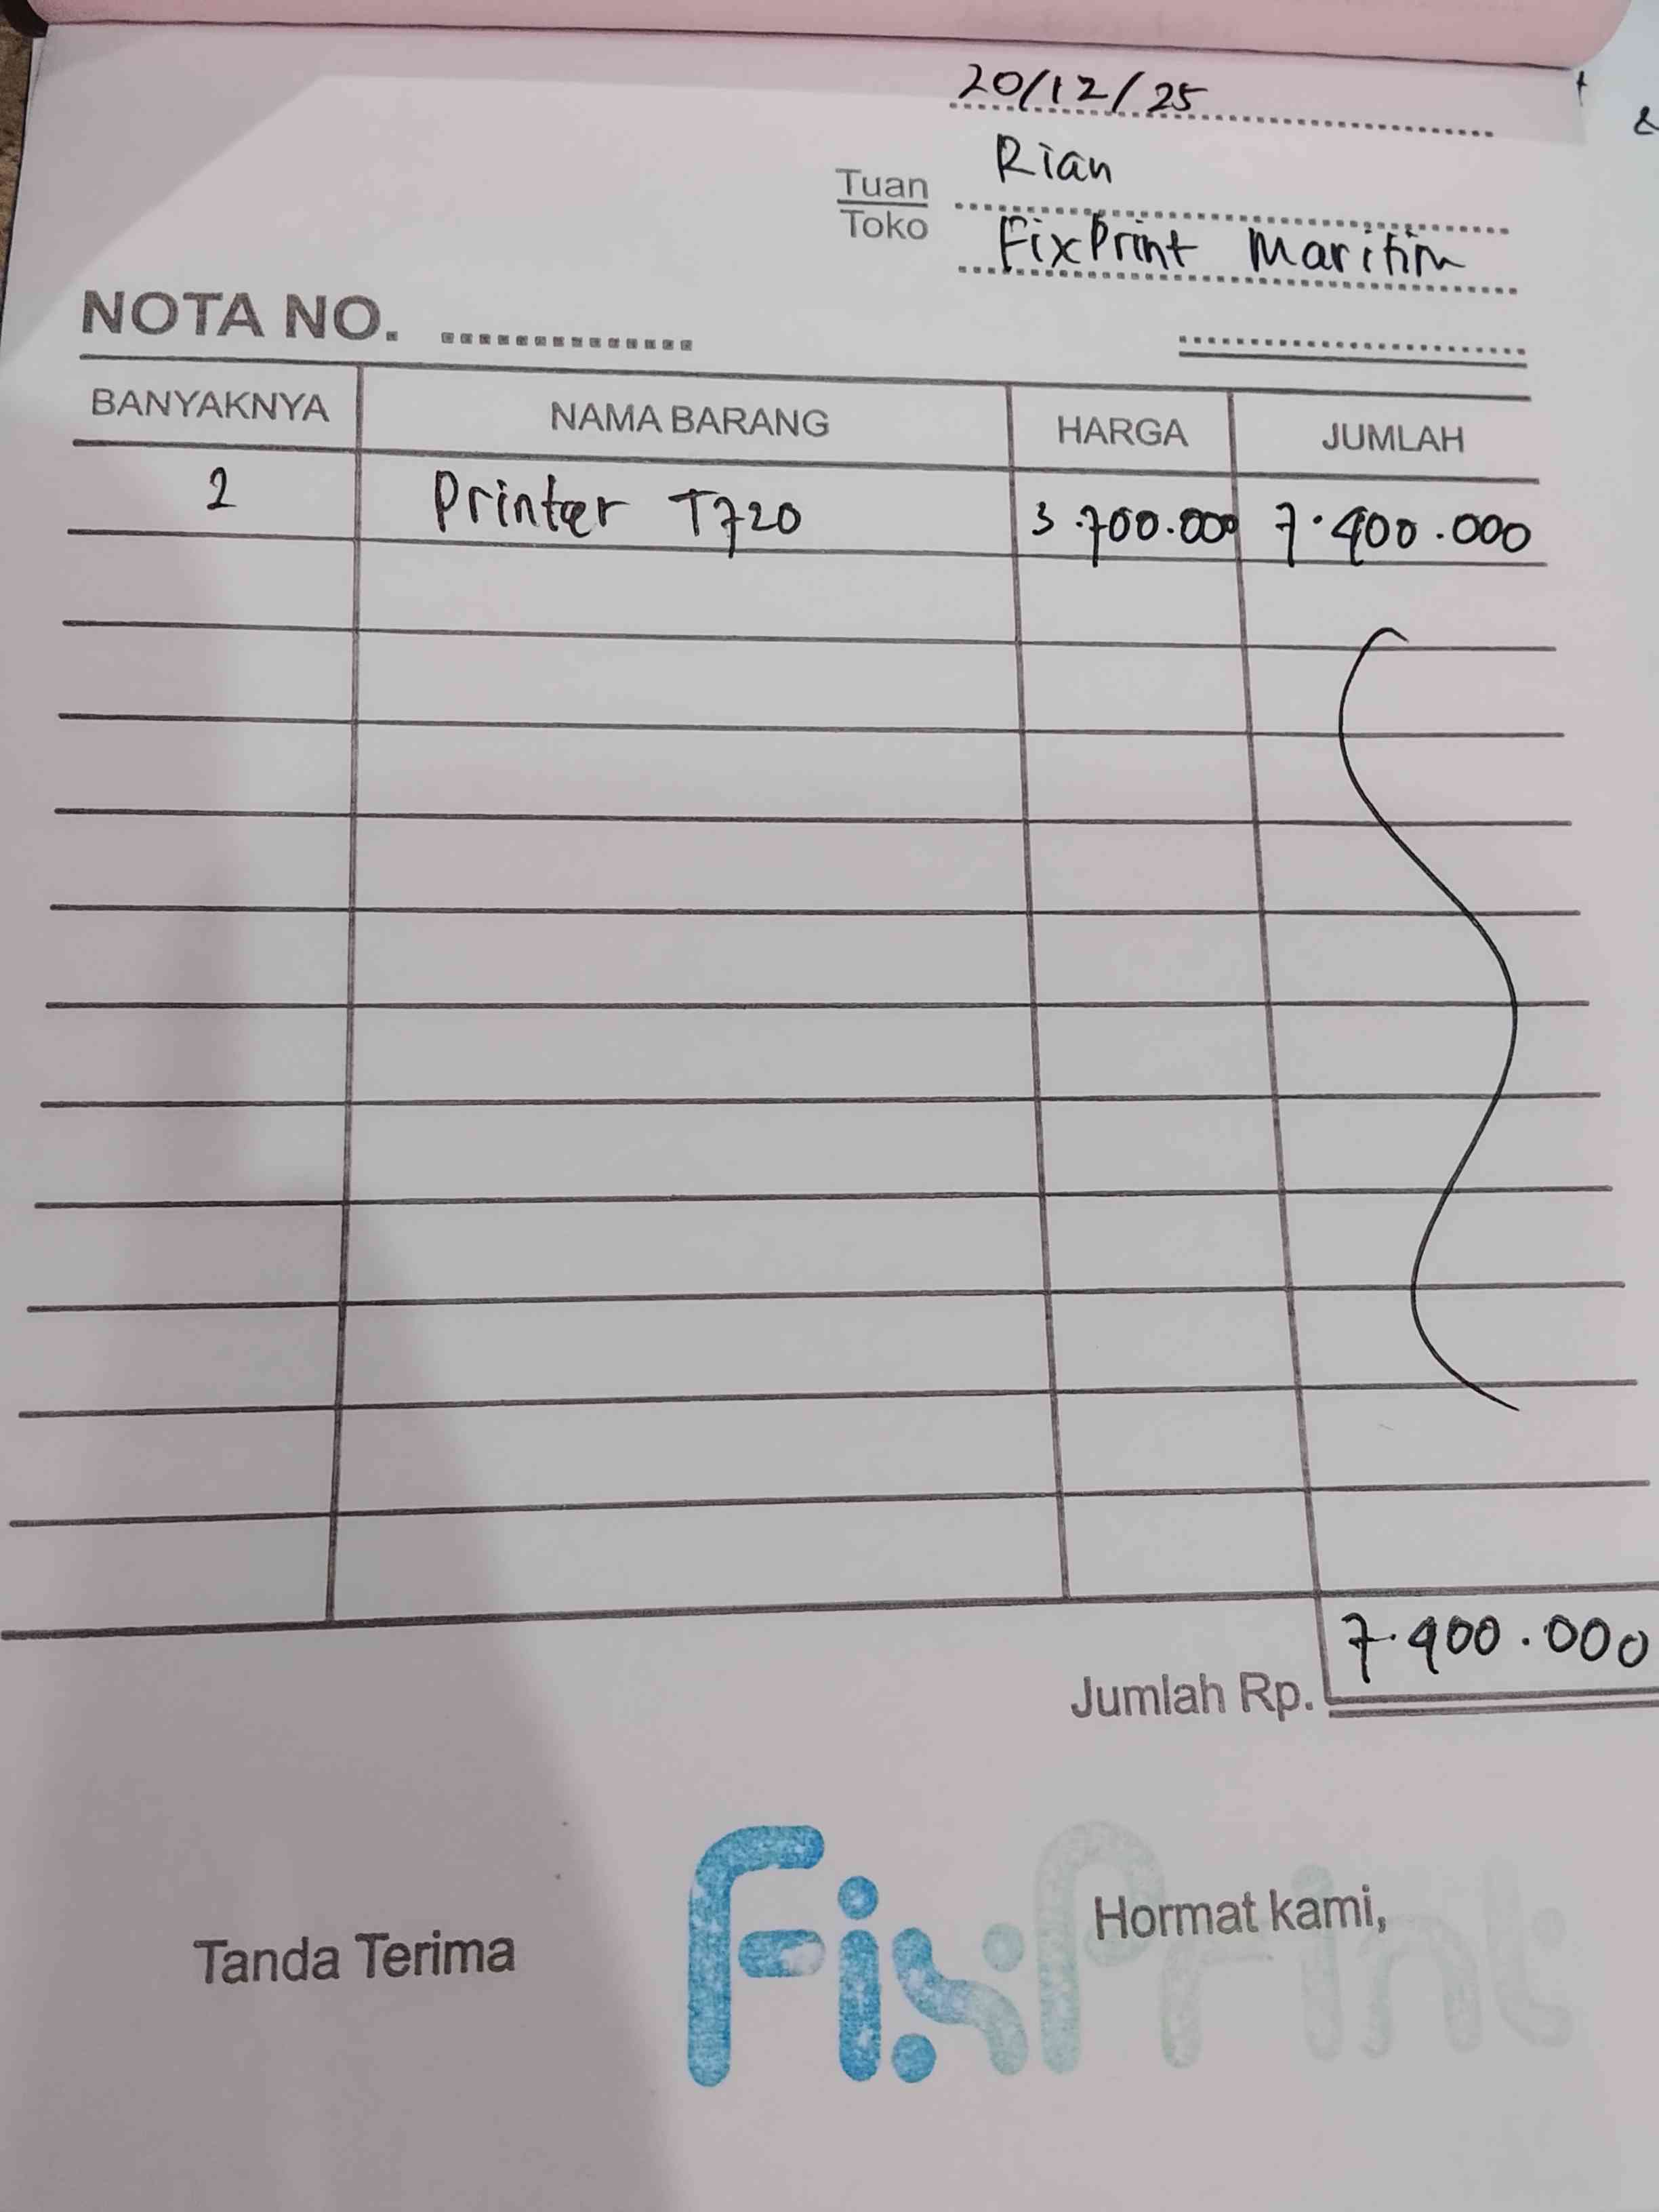 20/12/25
Tuan Rian
Toko FixPrint Maritim
NOTA NO.
BANYAKNYA NAMA BARANG HARGA JUMLAH
2 Printer T720 3.700.000 7.400.000
7.400.000
Jumlah Rp.
Tanda Terima Hormat kami,
FixPrint